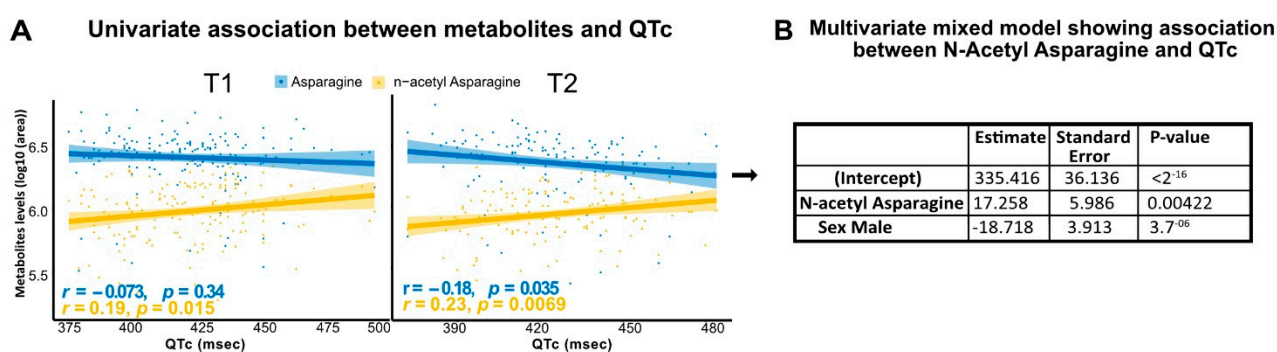 A Univariate association between metabolites and QTc
T1 T2
Asparagine n-acetyl Asparagine
Metabolites levels (log10 (area))
6.5
6.0
5.5
r = -0.073, p = 0.34
r = 0.19, p = 0.015
r= -0.18, p = 0.035
r = 0.23, p = 0.0069
375 400 425 450 475 500
390 420 450 480
QTc (msec) QTc (msec)
B Multivariate mixed model showing association
between N-Acetyl Asparagine and QTc
Estimate Standard Error P-value
(Intercept) 335.416 36.136 <2-16
N-acetyl Asparagine 17.258 5.986 0.00422
Sex Male -18.718 3.913 3.7-06